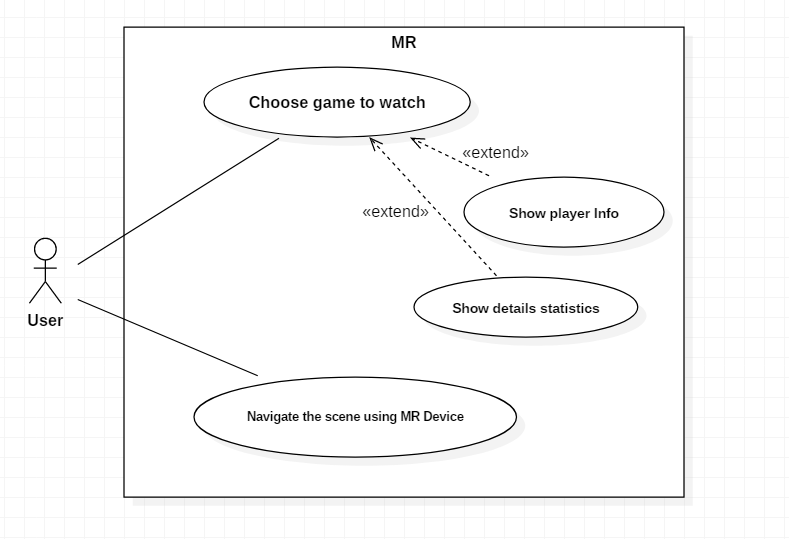 MR
Choose game to watch
«extend»
«extend»
Show player Info
Show details statistics
User
Navigate the scene using MR Device